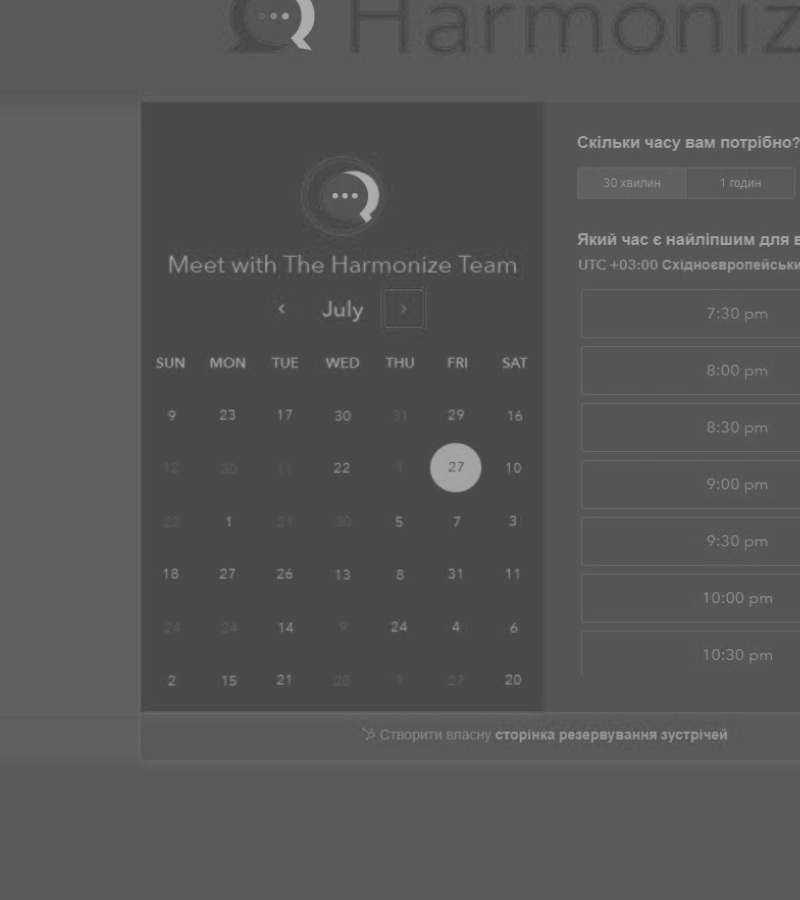 Harmoniz
Meet with The Harmonize Team
July
SUN MON TUE WED THU FRI SAT
9 23 17 30 31 29 16
12 30 11 22 1 27 10
22 1 21 30 5 7 3
18 27 26 13 8 31 11
24 24 14 9 24 4 6
2 15 21 28 1 27 20
Скільки часу вам потрібно?
30 хвилин 1 годин
Який час є найліпшим для в
UTC +03:00 Східноєвропейськи
7:30 pm
8:00 pm
8:30 pm
9:00 pm
9:30 pm
10:00 pm
10:30 pm
Створити власну сторінка резервування зустрічей